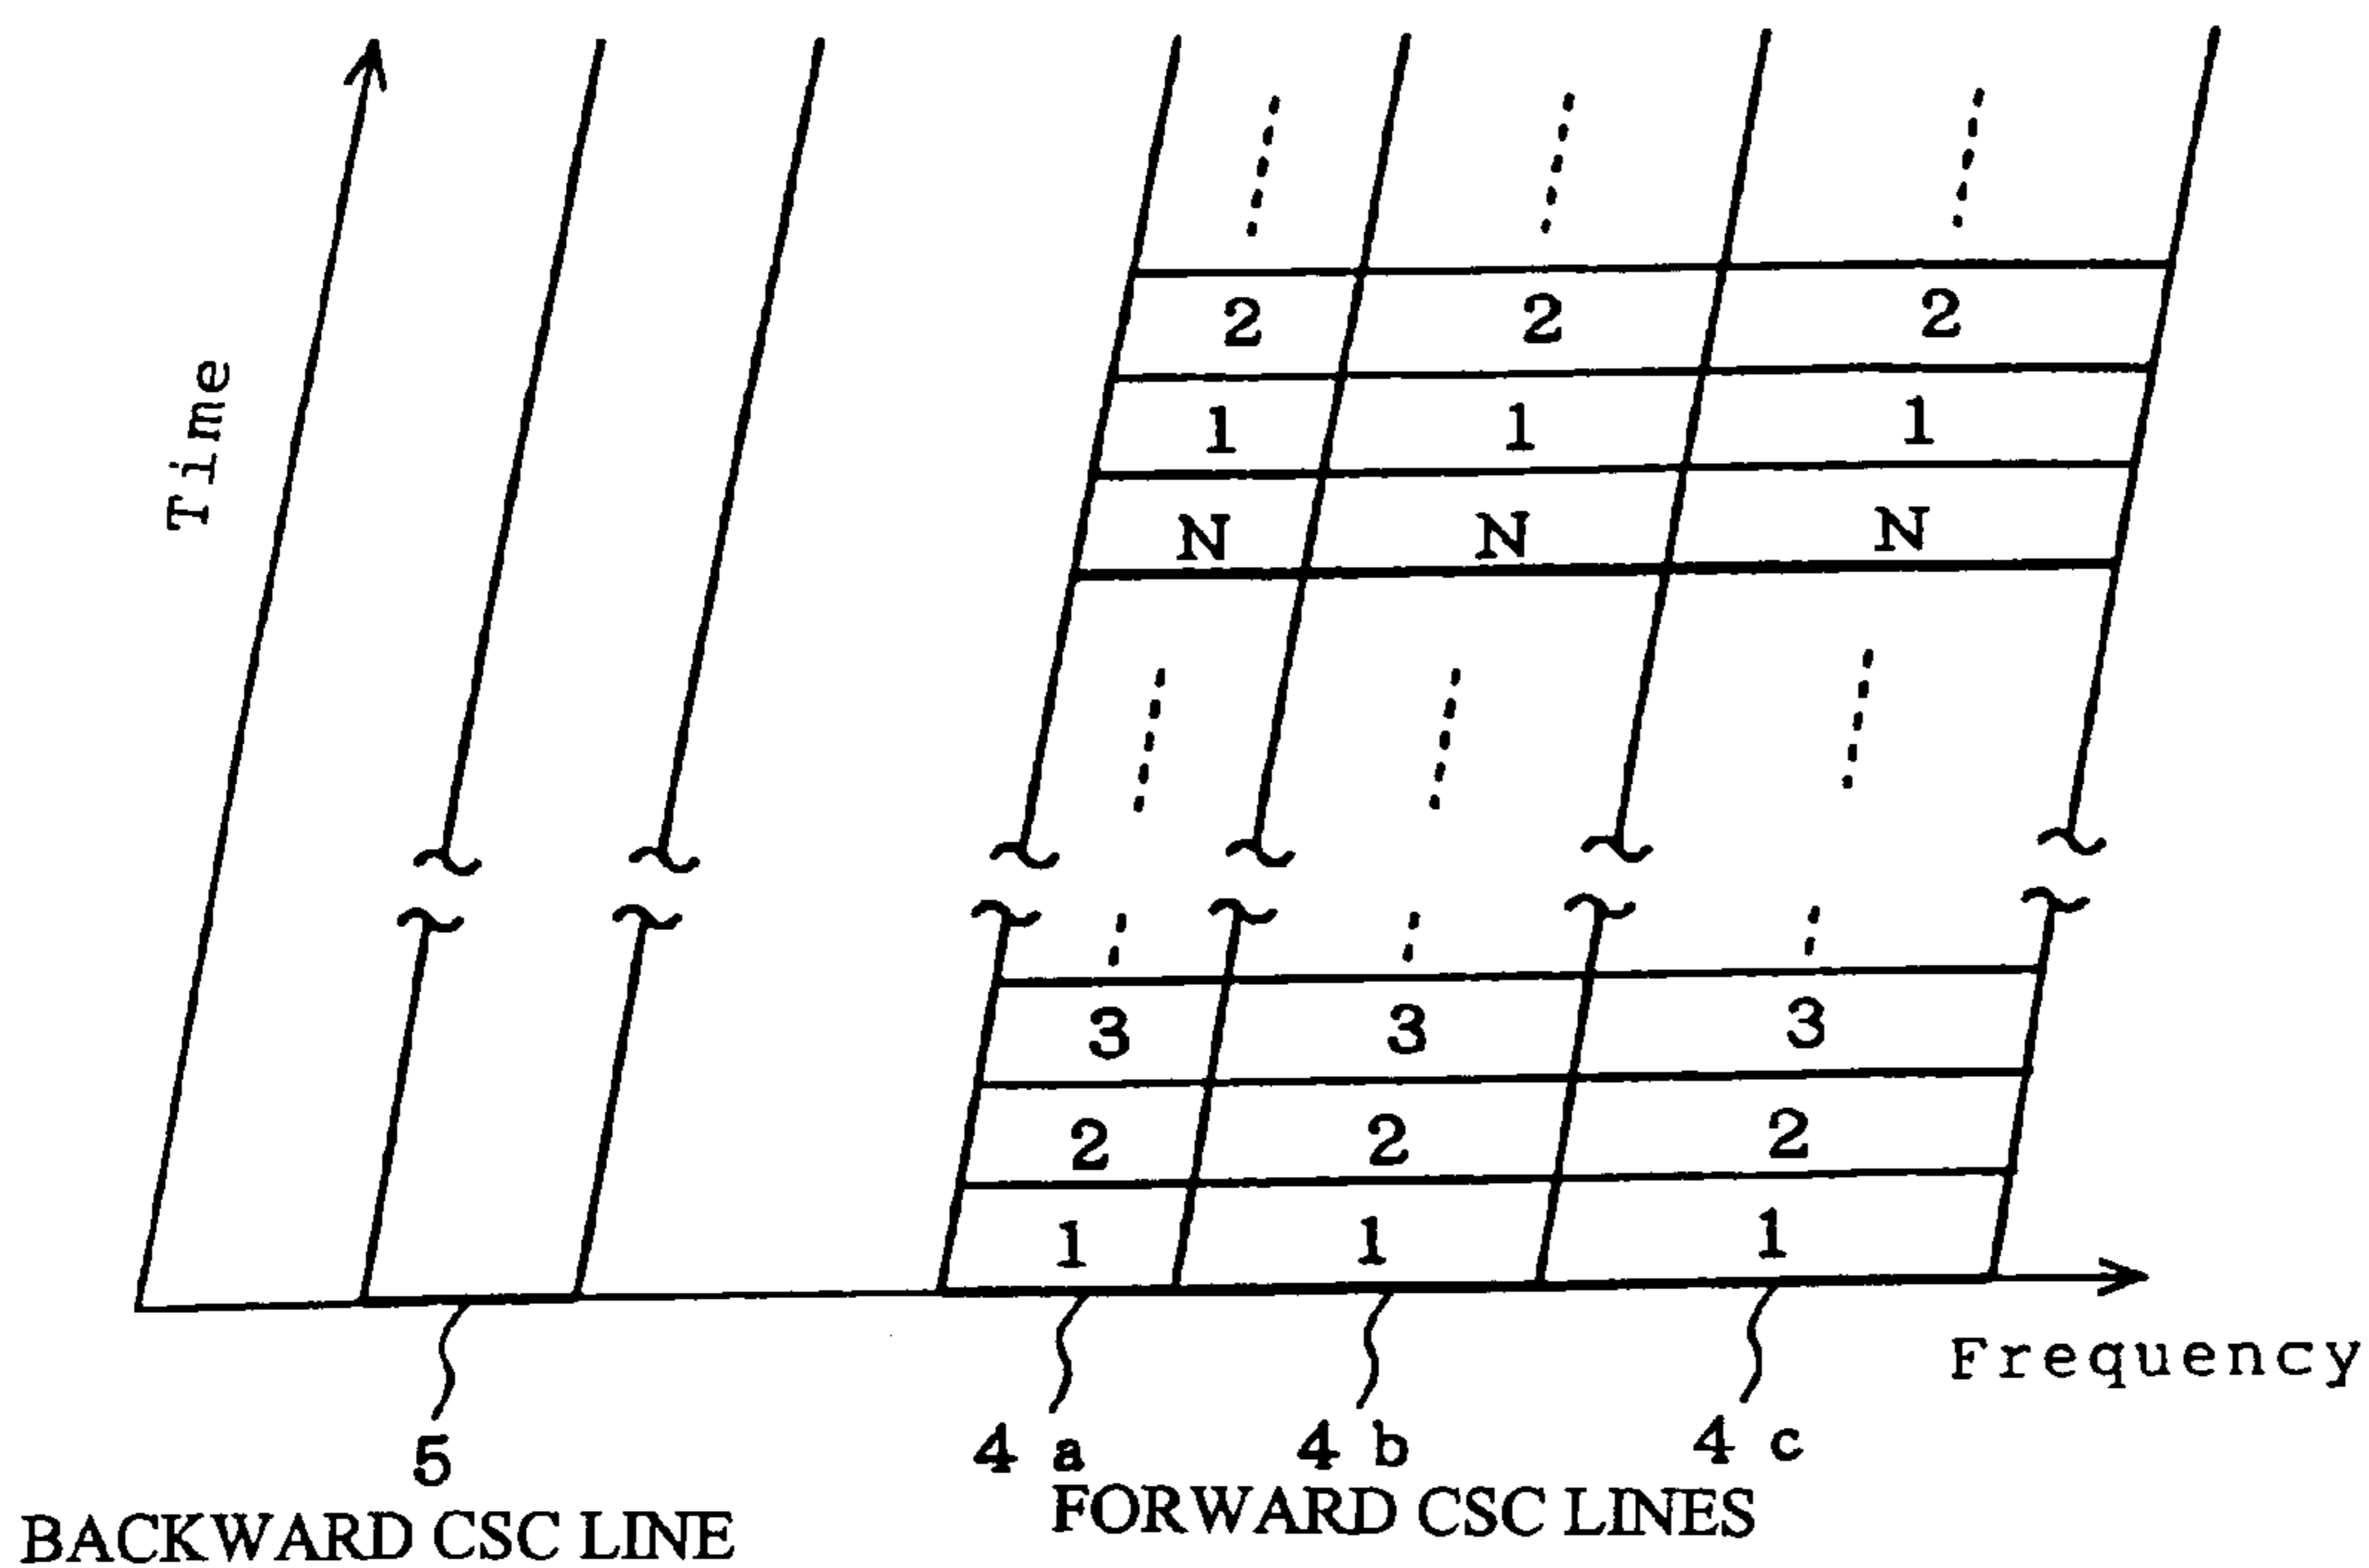 Time
2 2 2
1 1 1
N N N
3 3 3
2 2 2
1 1 1
Frequency
5
4 a 4 b 4 c
BACKWARD CSC LINE
FORWARD CSC LINES